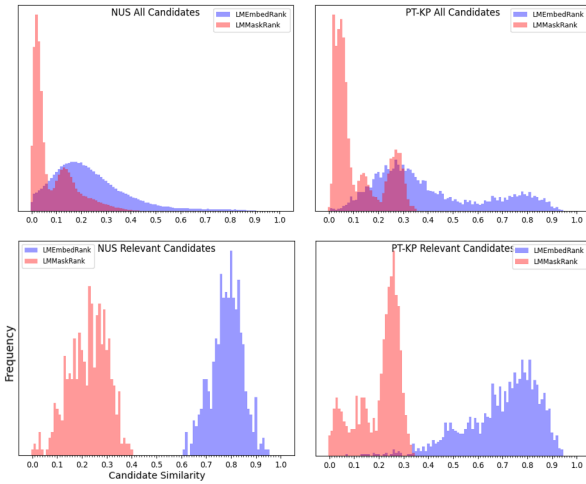 NUS All Candidates
LMEmbedRank
LMMaskRank
0.0 0.1 0.2 0.3 0.4 0.5 0.6 0.7 0.8 0.9 1.0
PT-KP All Candidates
LMEmbedRank
LMMaskRank
0.0 0.1 0.2 0.3 0.4 0.5 0.6 0.7 0.8 0.9 1.0
NUS Relevant Candidates
LMEmbedRank
LMMaskRank
Frequency
0.0 0.1 0.2 0.3 0.4 0.5 0.6 0.7 0.8 0.9 1.0
Candidate Similarity
PT-KP Relevant Candidates
LMEmbedRank
LMMaskRank
0.0 0.1 0.2 0.3 0.4 0.5 0.6 0.7 0.8 0.9 1.0